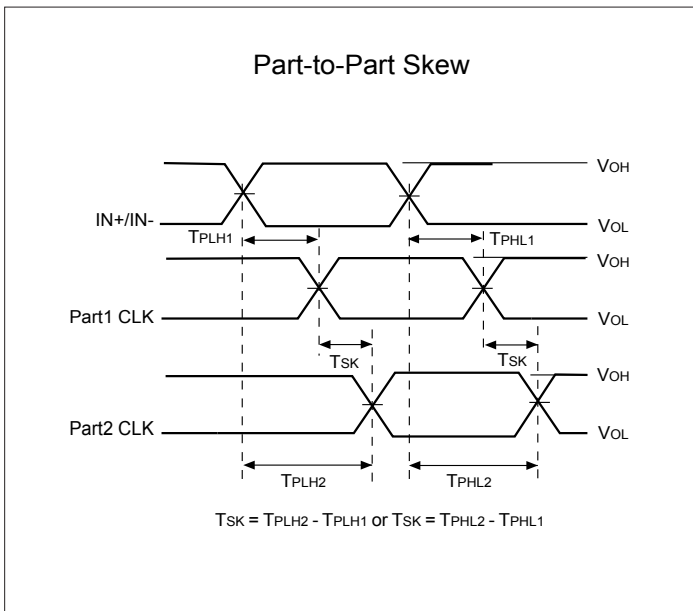 Part-to-Part Skew
VOH
IN+/IN-
VOL
TPLH1
TPHL1
VOH
Part1 CLK
VOL
TSK
TSK
VOH
Part2 CLK
VOL
TPLH2
TPHL2
TSK = TPLH2 - TPLH1 or TSK = TPHL2 - TPHL1